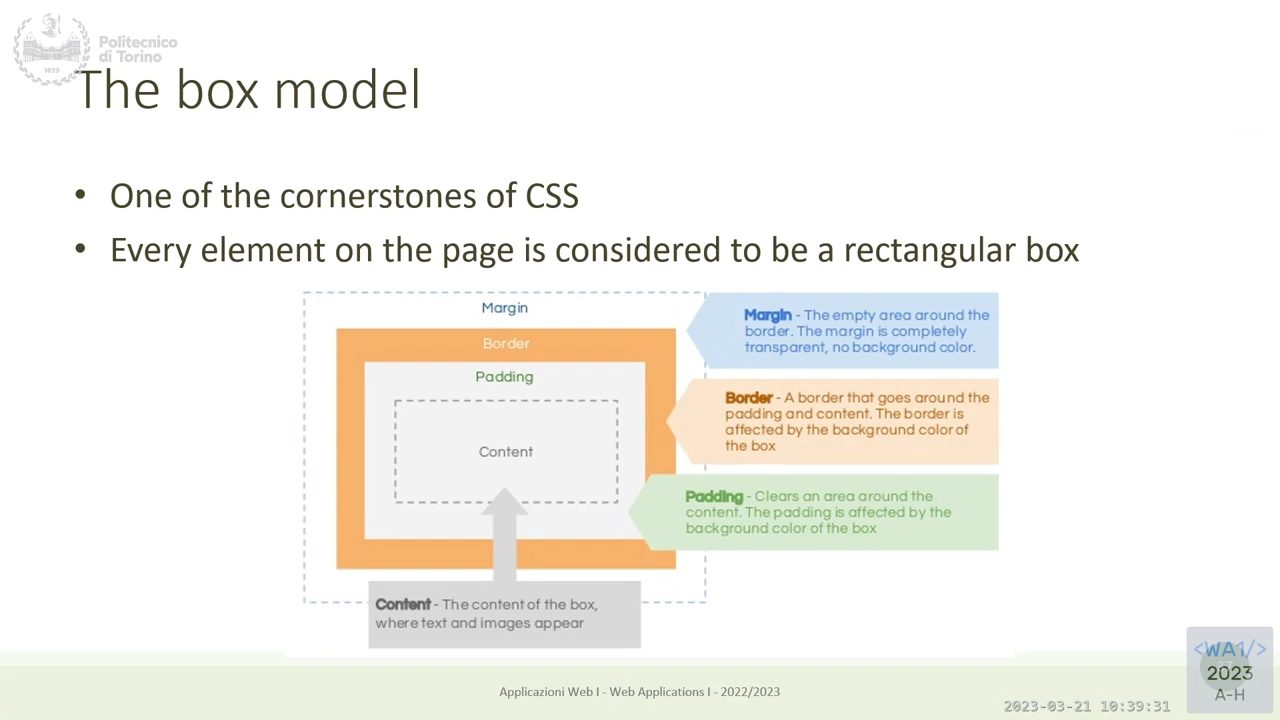 Politecnico
di Torino
1859
The box model
• One of the cornerstones of CSS
• Every element on the page is considered to be a rectangular box
Margin
Border
Padding
Content
Margin - The empty area around the
border. The margin is completely
transparent, no background color.
Border - A border that goes around the
padding and content. The border is
affected by the background color of
the box
Padding - Clears an area around the
content. The padding is affected by the
background color of the box
Content - The content of the box,
where text and images appear
Applicazioni Web I - Web Applications I - 2022/2023
2023-03-21 10:39:31
<WA1/>
2023
A-H